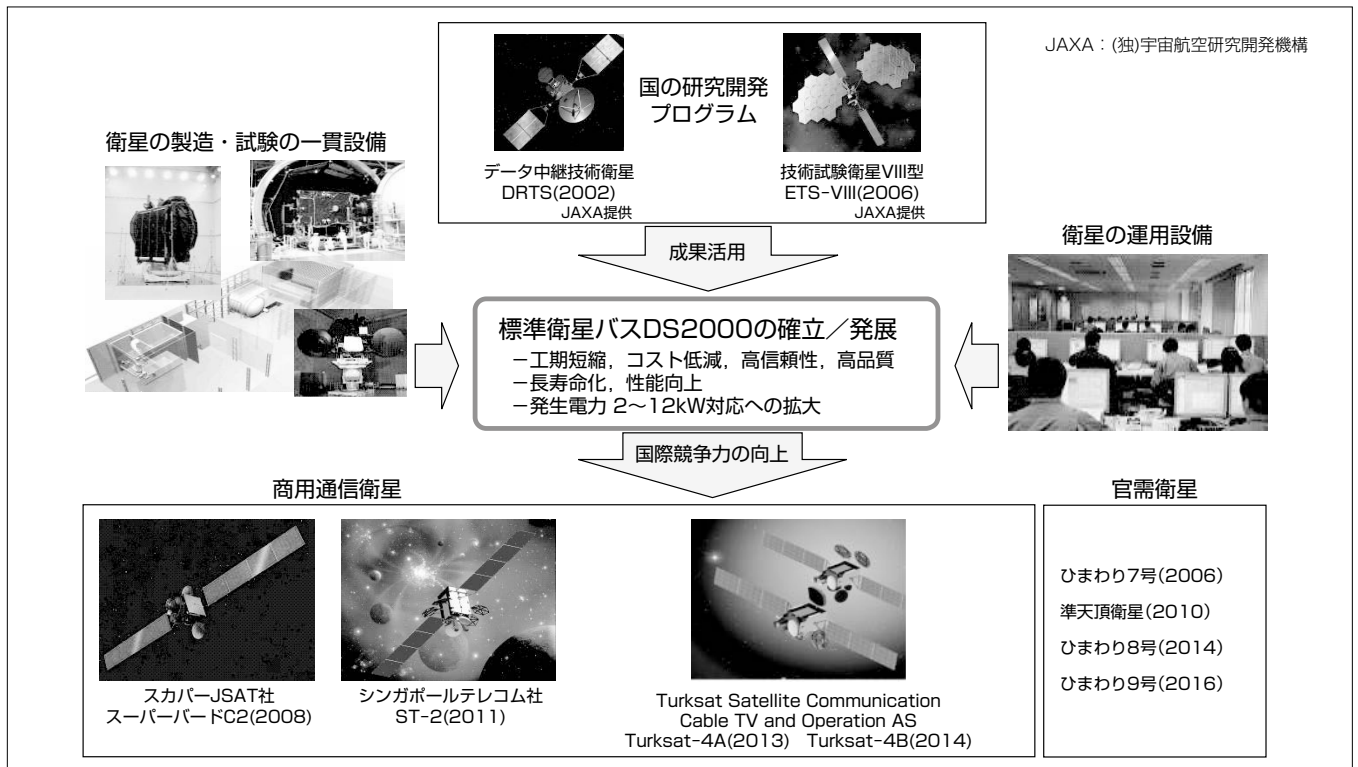 JAXA：(独)宇宙航空研究開発機構
国の研究開発
プログラム
データ中継技術衛星
DRTS(2002)
JAXA提供
技術試験衛星VIII型
ETS-VIII(2006)
JAXA提供
衛星の製造・試験の一貫設備
成果活用
衛星の運用設備
標準衛星バスDS2000の確立／発展
－工期短縮，コスト低減，高信頼性，高品質
－長寿命化，性能向上
－発生電力 2～12kW対応への拡大
国際競争力の向上
商用通信衛星
スカパーJSAT社
スーパーバードC2(2008)
シンガポールテレコム社
ST-2(2011)
Turksat Satellite Communication
Cable TV and Operation AS
Turksat-4A(2013)　Turksat-4B(2014)
官需衛星
ひまわり7号(2006)
準天頂衛星(2010)
ひまわり8号(2014)
ひまわり9号(2016)